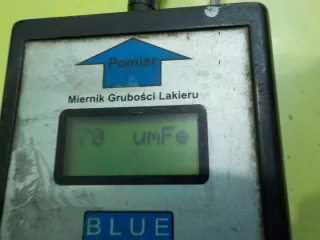 Pomiar
Miernik Grubości Lakieru
70 umFe
BLUE